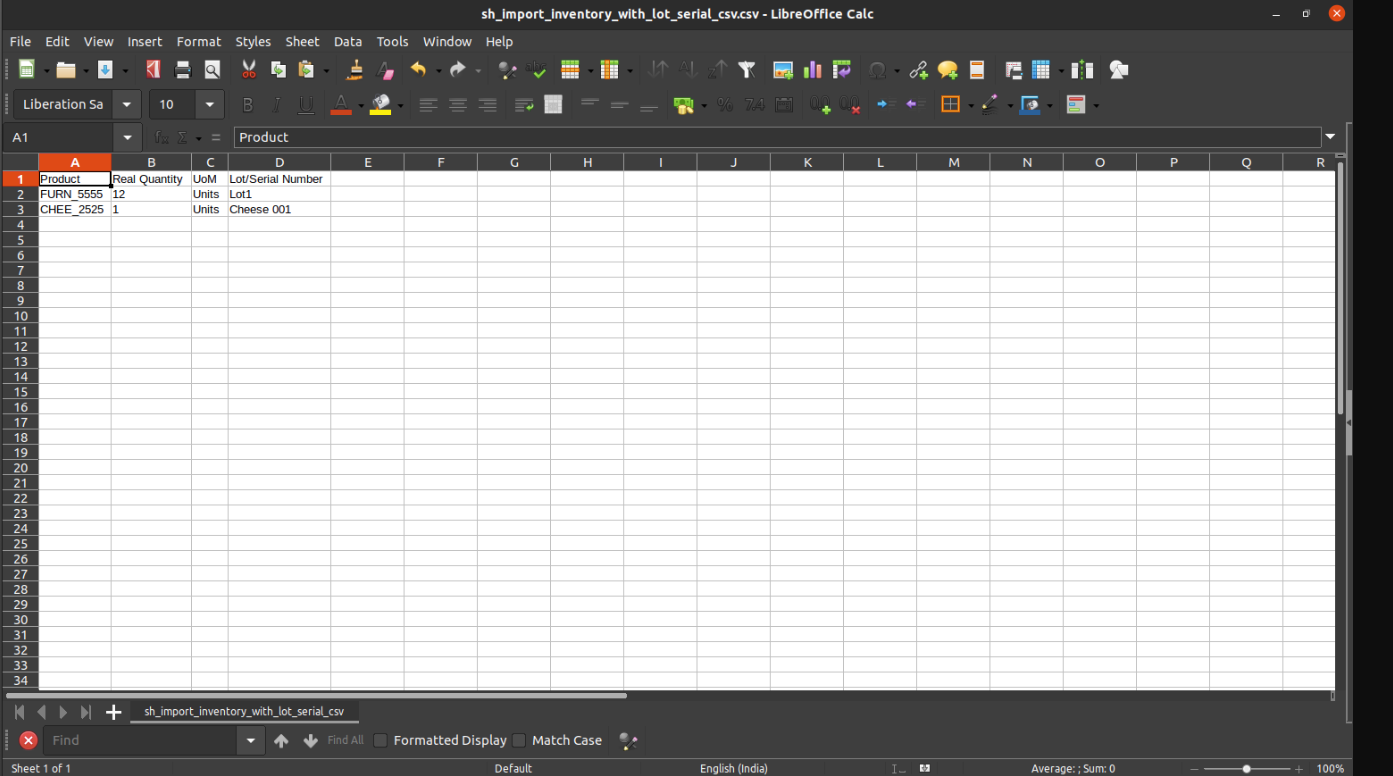 sh_import_inventory_with_lot_serial_csv.csv - LibreOffice Calc
File Edit View Insert Format Styles Sheet Data Tools Window Help
Liberation Sa 10
A1 Product
A B C D E F G H I J K L M N O P Q R
1 Product Real Quantity UoM Lot/Serial Number
2 FURN_5555 12 Units Lot1
3 CHEE_2525 1 Units Cheese 001
4
5
6
7
8
9
10
11
12
13
14
15
16
17
18
19
20
21
22
23
24
25
26
27
28
29
30
31
32
33
34
sh_import_inventory_with_lot_serial_csv
Find Find All Formatted Display Match Case
Sheet 1 of 1 Default English (India) Average: ; Sum: 0 100%